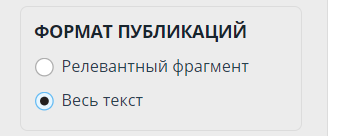 ФОРМАТ ПУБЛИКАЦИЙ
Релевантный фрагмент
Весь текст